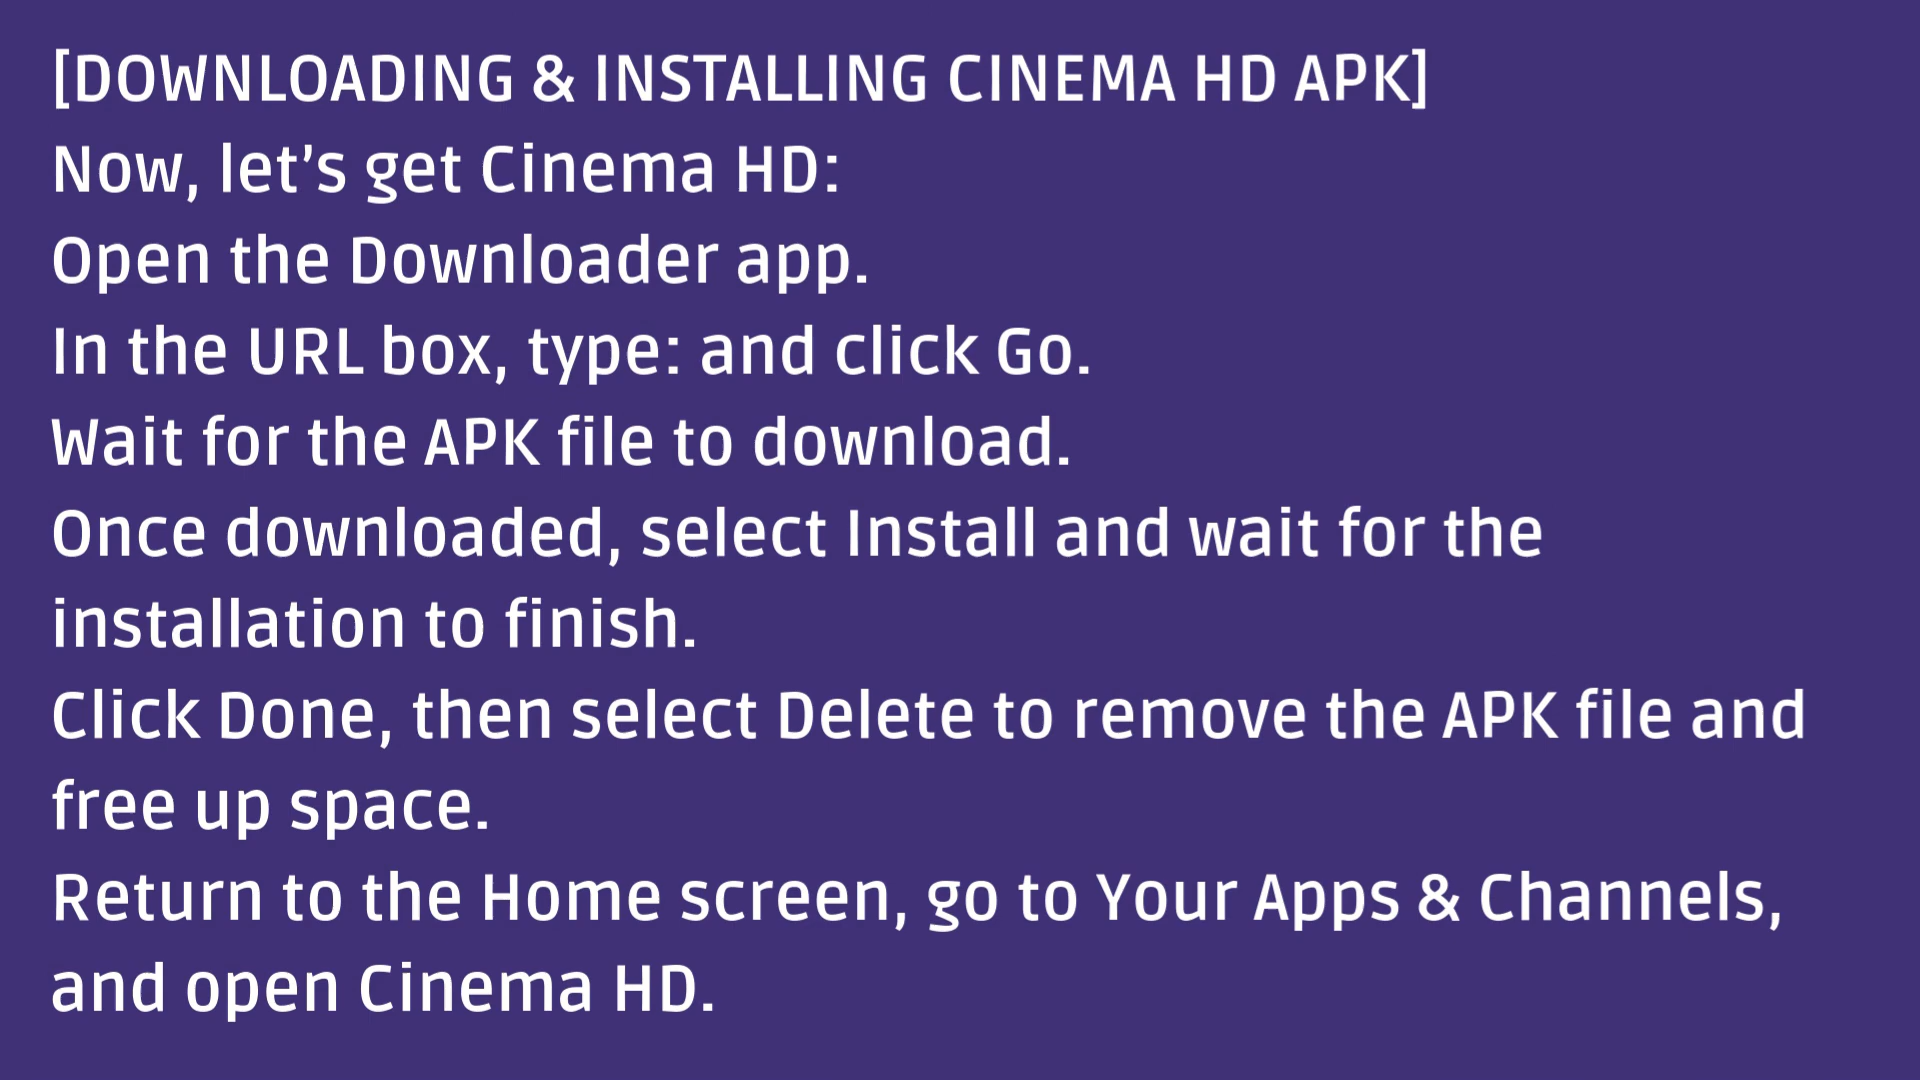 [DOWNLOADING & INSTALLING CINEMA HD APK]
Now, let’s get Cinema HD:
Open the Downloader app.
In the URL box, type: and click Go.
Wait for the APK file to download.
Once downloaded, select Install and wait for the
installation to finish.
Click Done, then select Delete to remove the APK file and
free up space.
Return to the Home screen, go to Your Apps & Channels,
and open Cinema HD.